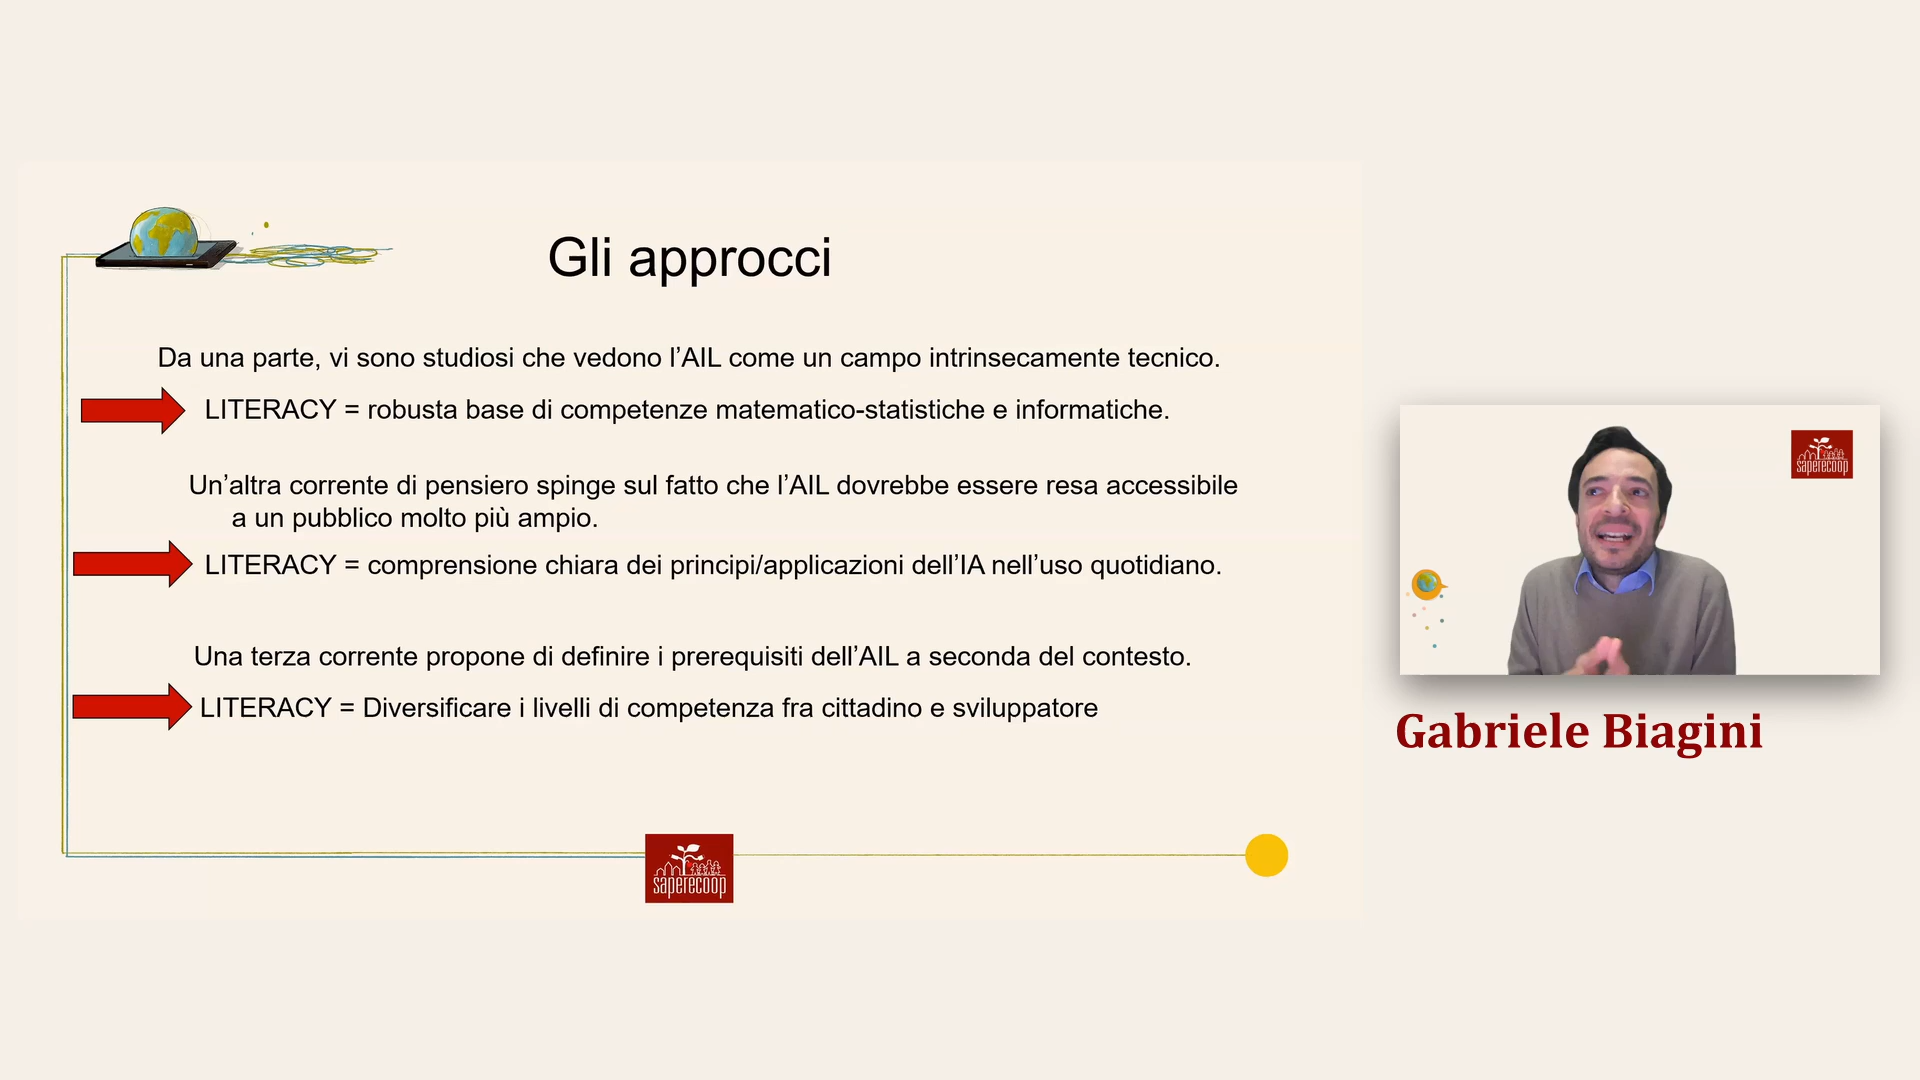 Gli approcci
Da una parte, vi sono studiosi che vedono l’AIL come un campo intrinsecamente tecnico.
LITERACY = robusta base di competenze matematico-statistiche e informatiche.
Un’altra corrente di pensiero spinge sul fatto che l’AIL dovrebbe essere resa accessibile
a un pubblico molto più ampio.
LITERACY = comprensione chiara dei principi/applicazioni dell’IA nell’uso quotidiano.
Una terza corrente propone di definire i prerequisiti dell’AIL a seconda del contesto.
LITERACY = Diversificare i livelli di competenza fra cittadino e sviluppatore
saperecoop
saperecoop
Gabriele Biagini